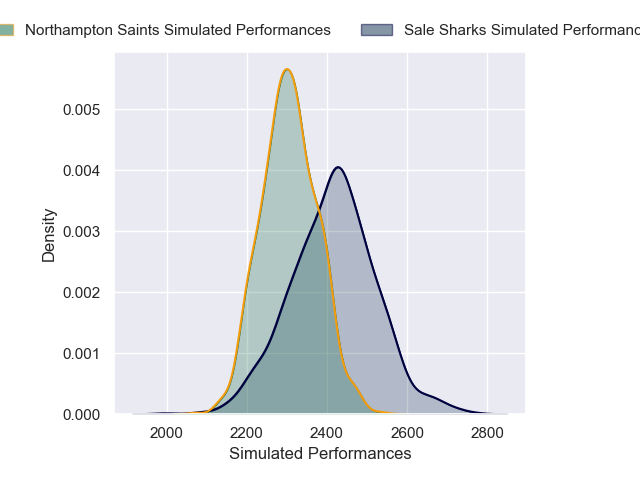 Northampton Saints Simulated Performances
Sale Sharks Simulated
0.005
0.004
0.003
0.002
0.001
0.000
Density
2000 2200 2400 2600 2800
Simulated Performances